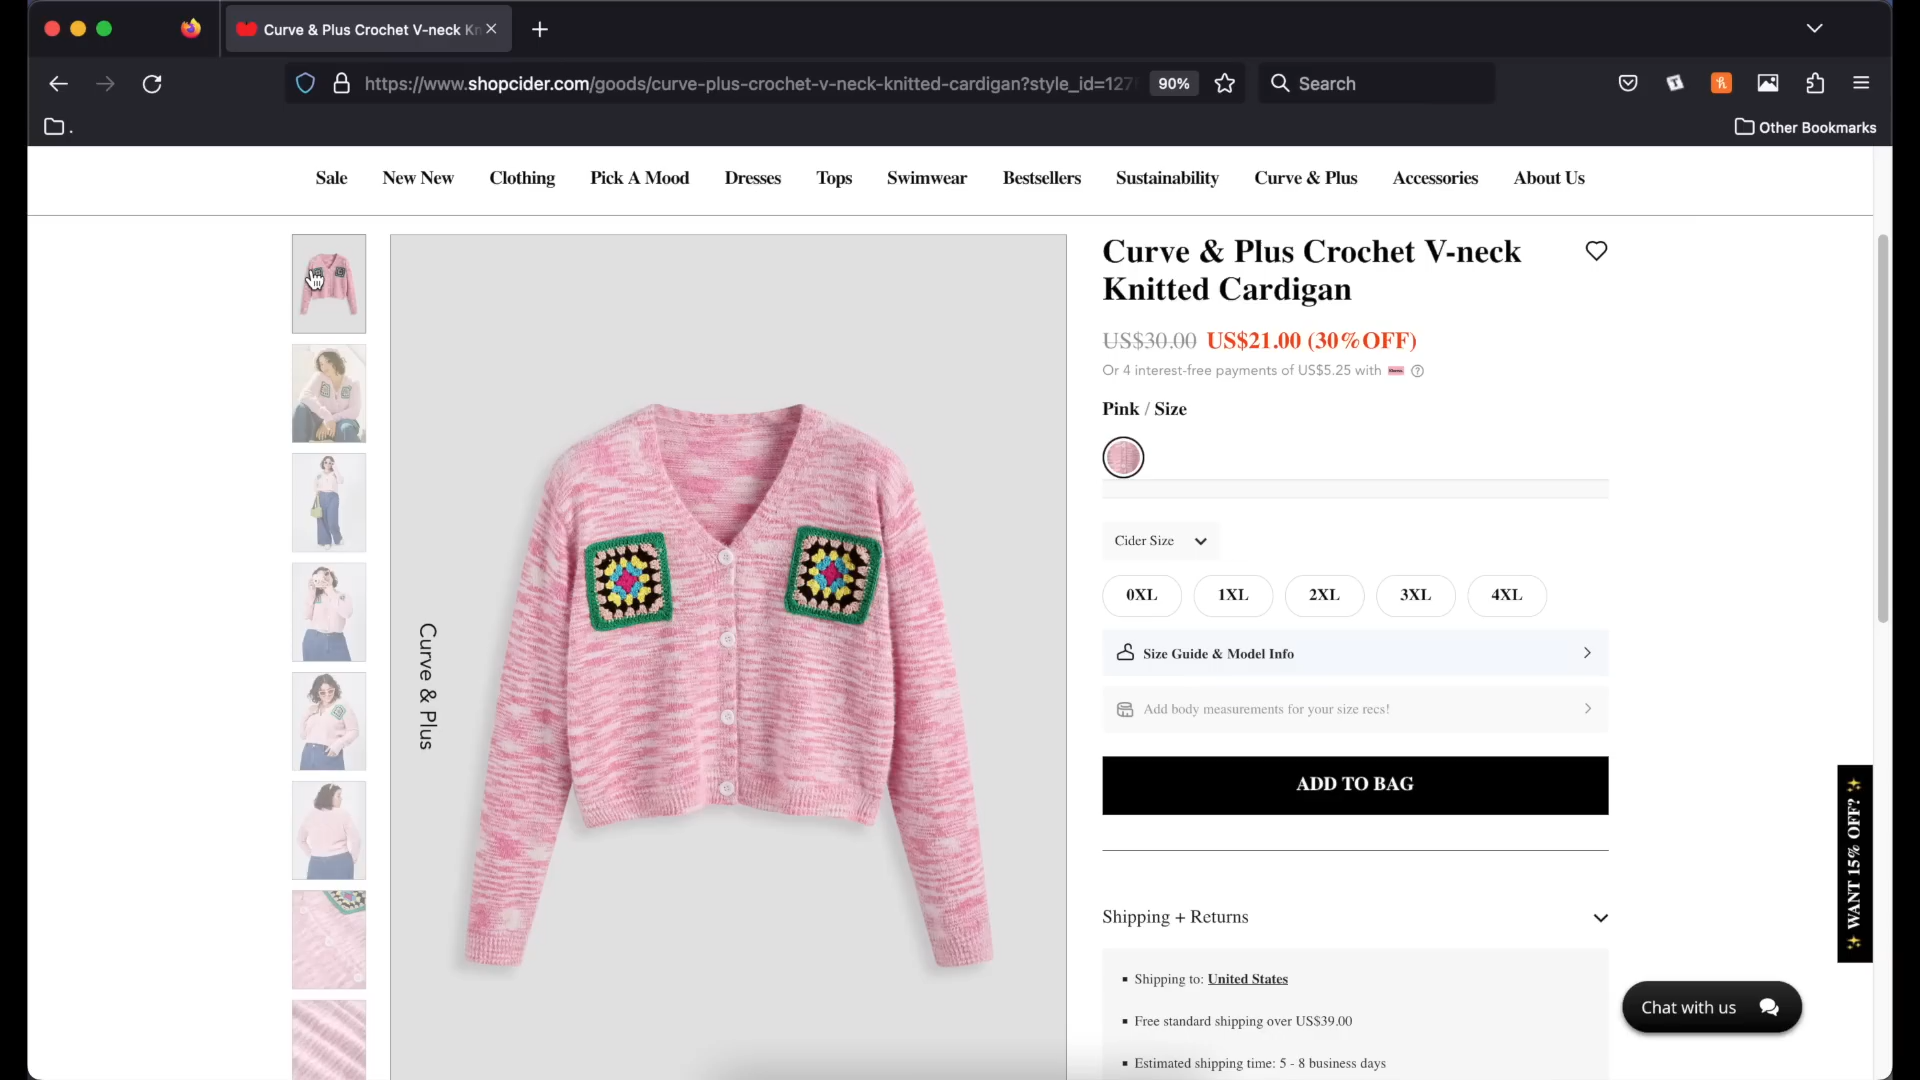 Curve & Plus Crochet V-neck Kn
https://www.shopcider.com/goods/curve-plus-crochet-v-neck-knitted-cardigan?style_id=127
90%
Search
.
Other Bookmarks
Sale New New Clothing Pick A Mood Dresses Tops Swimwear Bestsellers Sustainability Curve & Plus Accessories About Us
Curve & Plus
Curve & Plus Crochet V-neck
Knitted Cardigan
US$30.00 US$21.00 (30%OFF)
Or 4 interest-free payments of US$5.25 with
Pink / Size
Cider Size
0XL 1XL 2XL 3XL 4XL
Size Guide & Model Info
Add body measurements for your size recs!
ADD TO BAG
Shipping + Returns
▪ Shipping to: United States
▪ Free standard shipping over US$39.00
▪ Estimated shipping time: 5 - 8 business days
✨ WANT 15% OFF? ✨
Chat with us